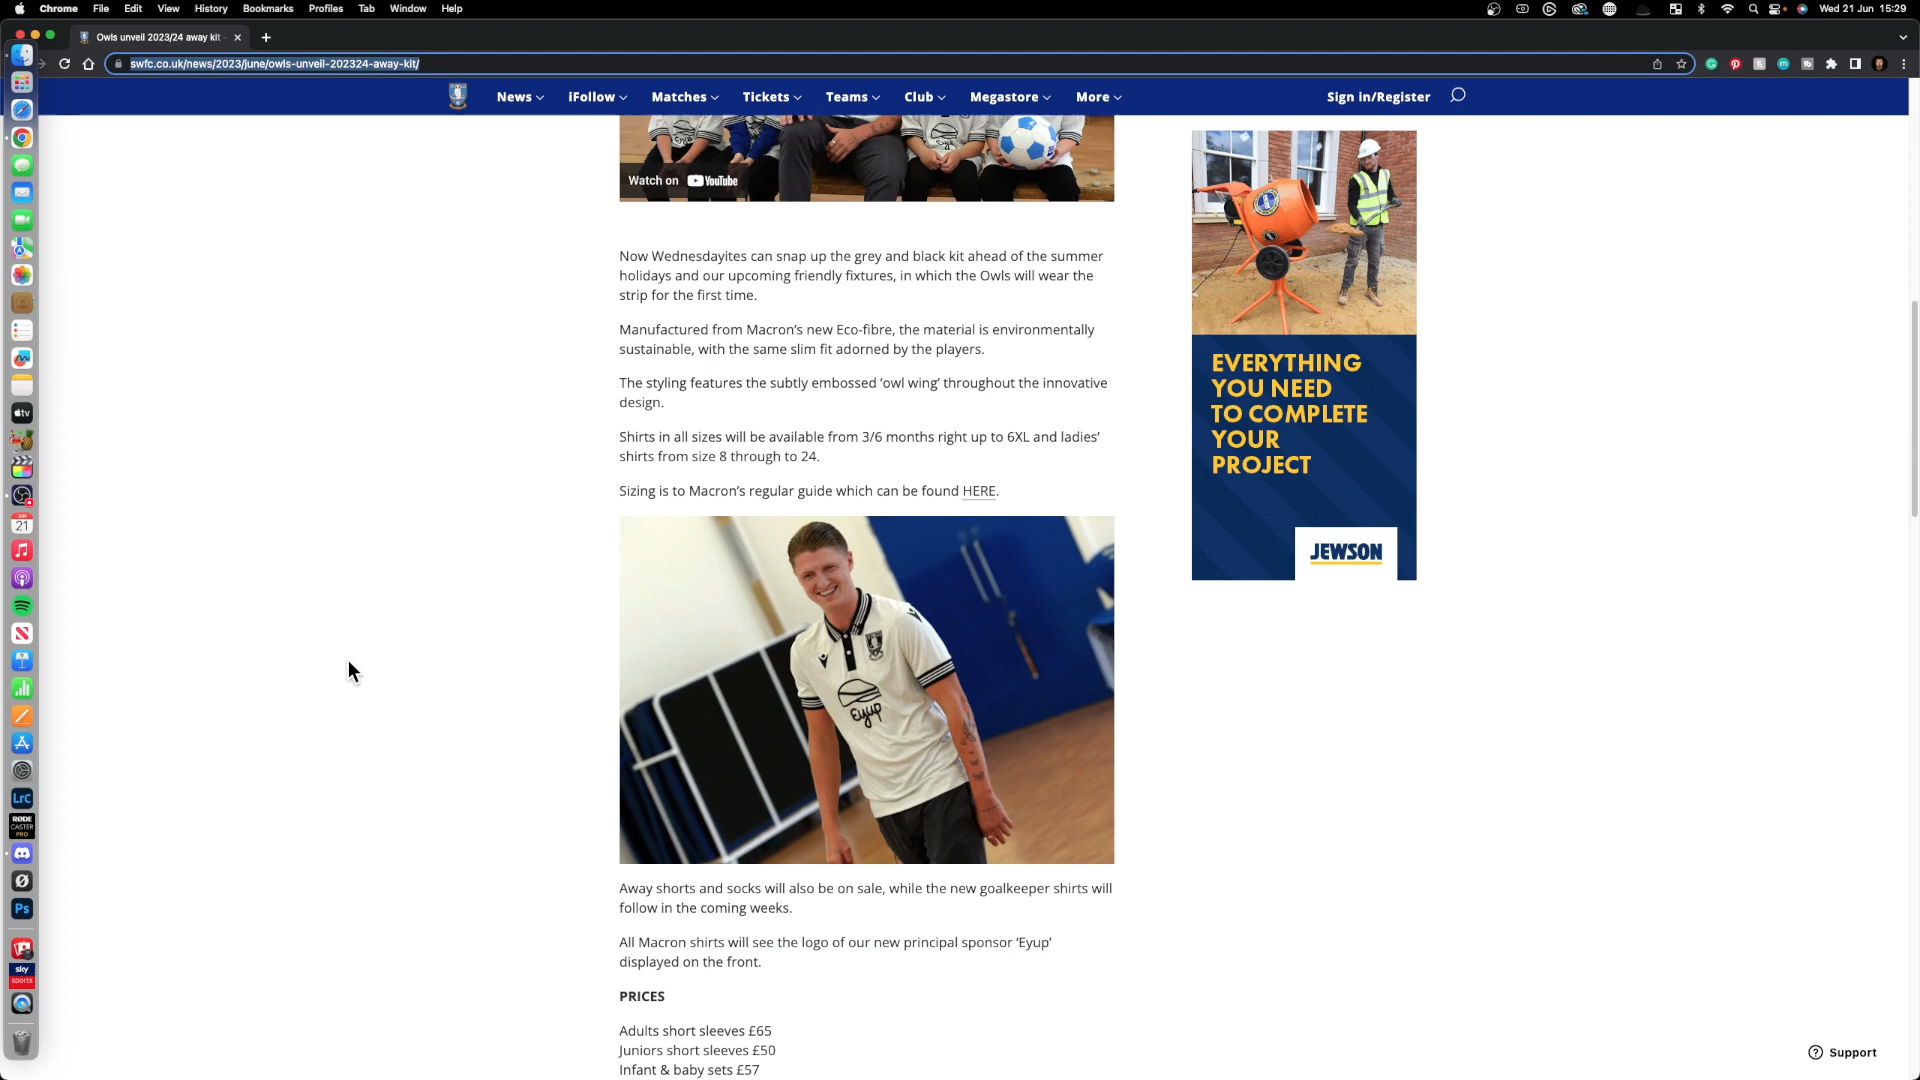 Chrome File Edit View History Bookmarks Profiles Tab Window Help Wed 21 Jun 15:29
Owls unveil 2023/24 away kit
swfc.co.uk/news/2023/june/owls-unveil-202324-away-kit/
News iFollow Matches Tickets Teams Club Megastore More Sign in/Register
Watch on YouTube
Now Wednesdayites can snap up the grey and black kit ahead of the summer
holidays and our upcoming friendly fixtures, in which the Owls will wear the
strip for the first time.
Manufactured from Macron’s new Eco-fibre, the material is environmentally
sustainable, with the same slim fit adorned by the players.
The styling features the subtly embossed ‘owl wing’ throughout the innovative
design.
Shirts in all sizes will be available from 3/6 months right up to 6XL and ladies’
shirts from size 8 through to 24.
Sizing is to Macron’s regular guide which can be found HERE.
Eyup
Away shorts and socks will also be on sale, while the new goalkeeper shirts will
follow in the coming weeks.
All Macron shirts will see the logo of our new principal sponsor ‘Eyup’
displayed on the front.
PRICES
Adults short sleeves £65
Juniors short sleeves £50
Infant & baby sets £57
EVERYTHING
YOU NEED
TO COMPLETE
YOUR
PROJECT
JEWSON
Support
tv
JUN
21
LrC
RØDE
CASTER
PRO
Ps
sky
sports